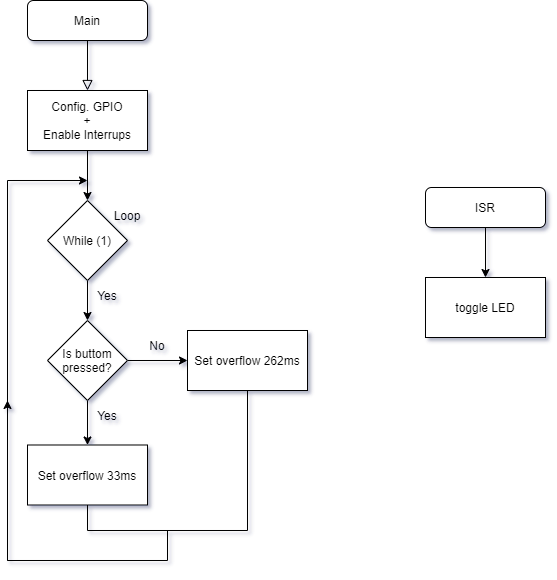 Main
Config. GPIO
+
Enable Interrups
Loop
While (1)
Yes
Is buttom
pressed?
No
Set overflow 262ms
Yes
Set overflow 33ms
ISR
toggle LED